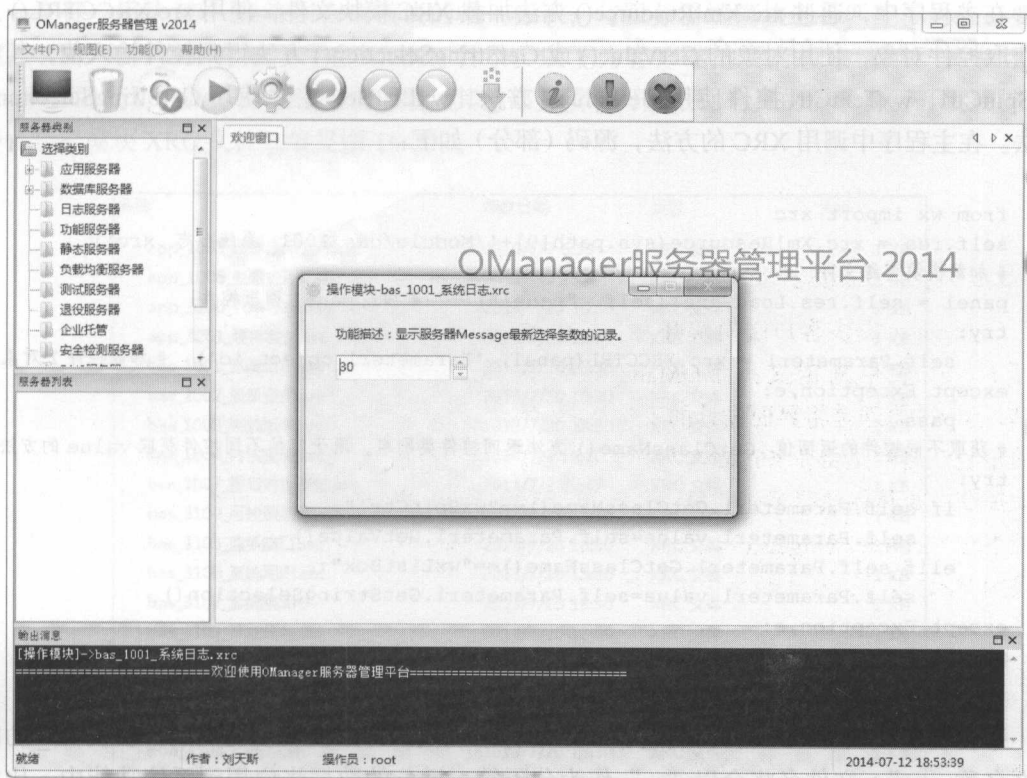 OManager服务器管理 v2014
文件(F) 视图(E) 功能(D) 帮助(H)
服务器类别
欢迎窗口
选择类别
应用服务器
数据库服务器
日志服务器
功能服务器
静态服务器
负载均衡服务器
测试服务器
退役服务器
企业托管
安全检测服务器
服务器列表
OManager服务器管理平台 2014
操作模块-bas_1001_系统日志.xrc
功能描述：显示服务器Message最新选择条数的记录。
30
输出消息
[操作模块]->bas_1001_系统日志.xrc
===========================欢迎使用OManager服务器管理平台==============================
就绪
作者：刘天斯
操作员：root
2014-07-12 18:53:39